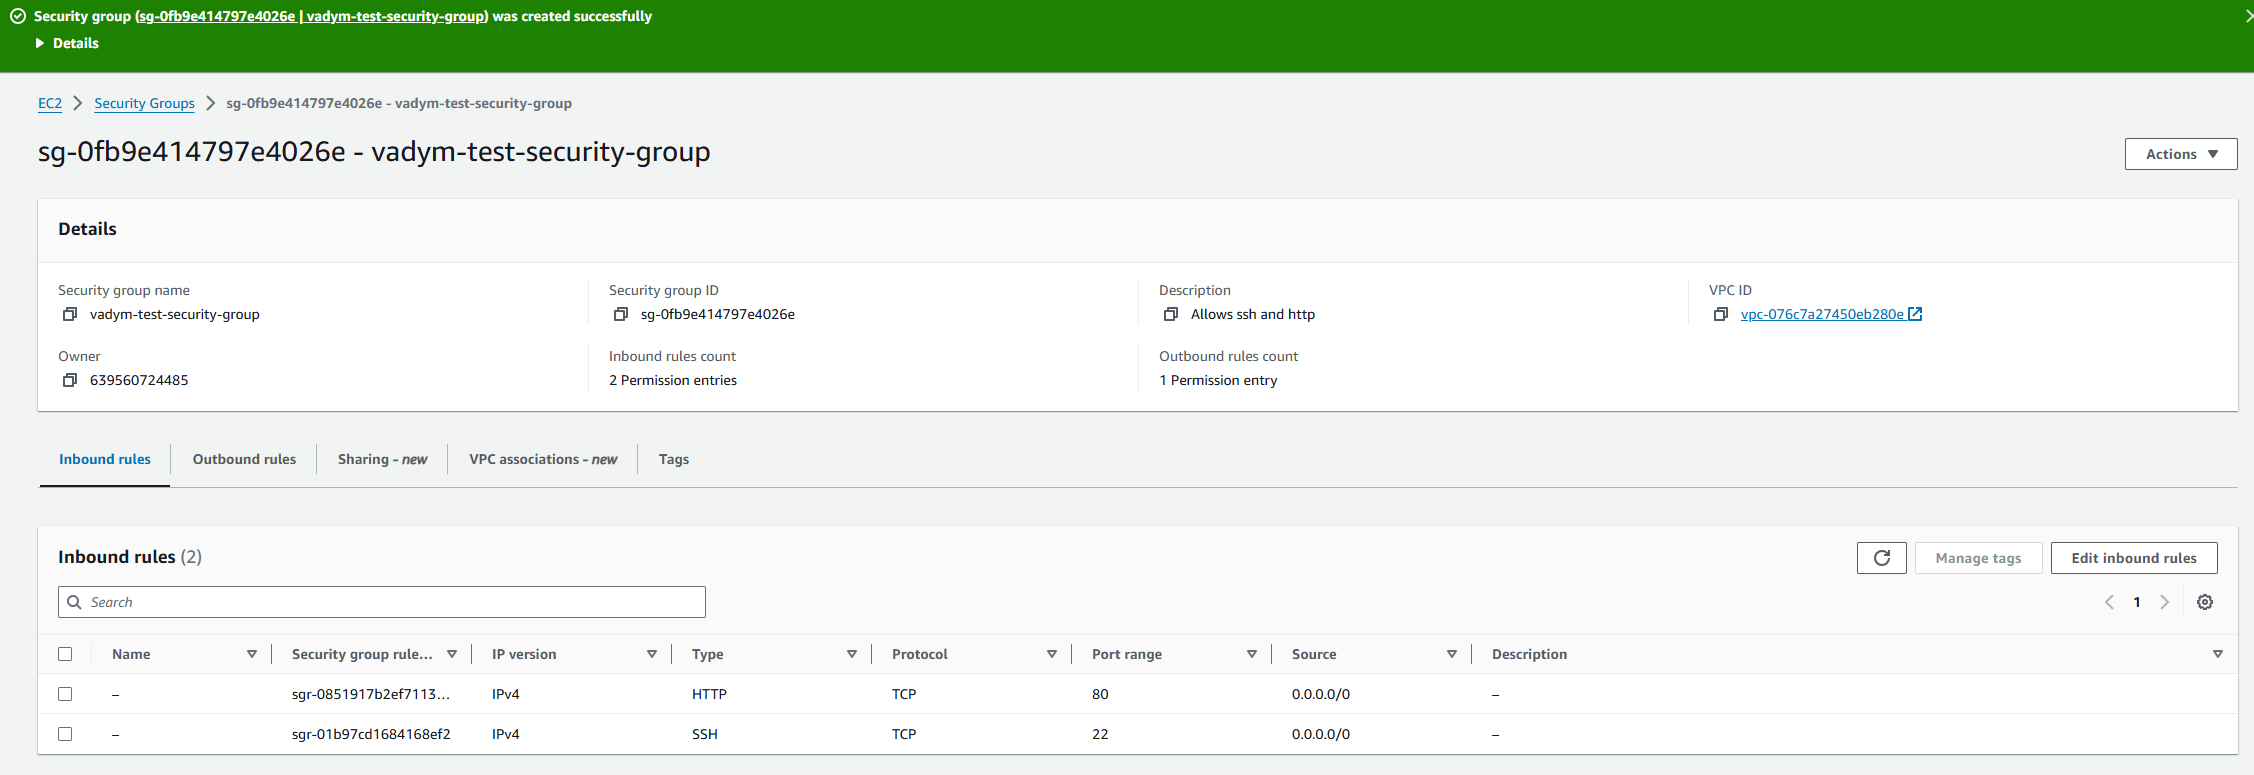 Security group (sg-0fb9e414797e4026e | vadym-test-security-group) was created successfully
Details
EC2 Security Groups sg-0fb9e414797e4026e - vadym-test-security-group
sg-0fb9e414797e4026e - vadym-test-security-group
Actions
Details
Security group name Security group ID Description VPC ID
vadym-test-security-group sg-0fb9e414797e4026e Allows ssh and http vpc-076c7a27450eb280e
Owner Inbound rules count Outbound rules count
639560724485 2 Permission entries 1 Permission entry
Inbound rules Outbound rules Sharing - new VPC associations - new Tags
Inbound rules (2) Manage tags Edit inbound rules
Search 1
Name Security group rule... IP version Type Protocol Port range Source Description
– sgr-0851917b2ef7113... IPv4 HTTP TCP 80 0.0.0.0/0 –
– sgr-01b97cd1684168ef2 IPv4 SSH TCP 22 0.0.0.0/0 –